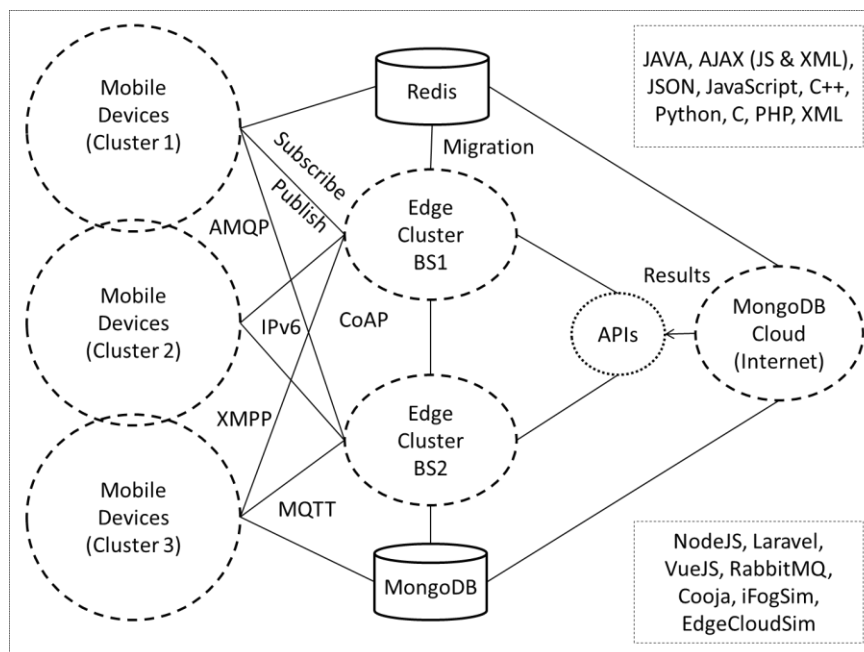 Mobile
Devices
(Cluster 1)
Redis
JAVA, AJAX (JS & XML),
JSON, JavaScript, C++,
Python, C, PHP, XML
Migration
Subscribe
Publish
AMQP
Edge
Cluster
BS1
Mobile
Devices
(Cluster 2)
IPv6
CoAP
Results
APIs
MongoDB
Cloud
(Internet)
XMPP
Edge
Cluster
BS2
Mobile
Devices
(Cluster 3)
MQTT
MongoDB
NodeJS, Laravel,
VueJS, RabbitMQ,
Cooja, iFogSim,
EdgeCloudSim